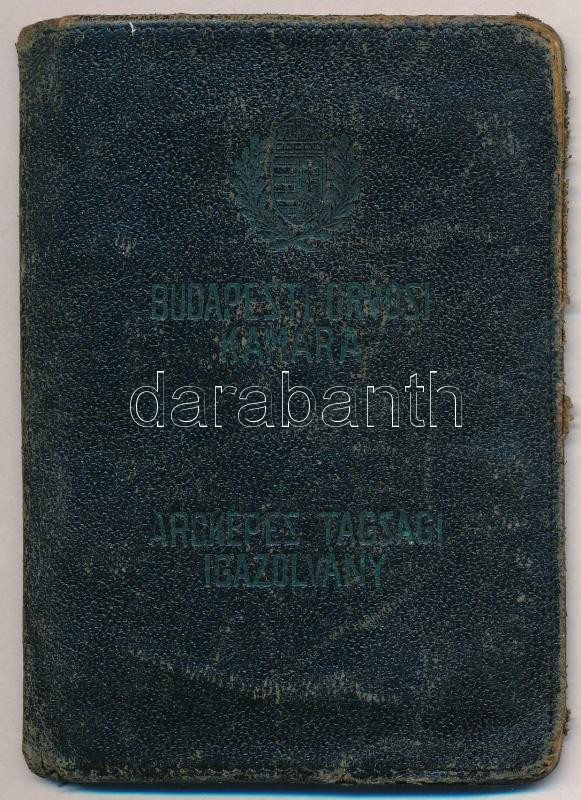 BUDAPESTI ORVOSI
KAMARA
darabanth
ARCKÉPES TAGSÁGI
IGAZOLVÁNY